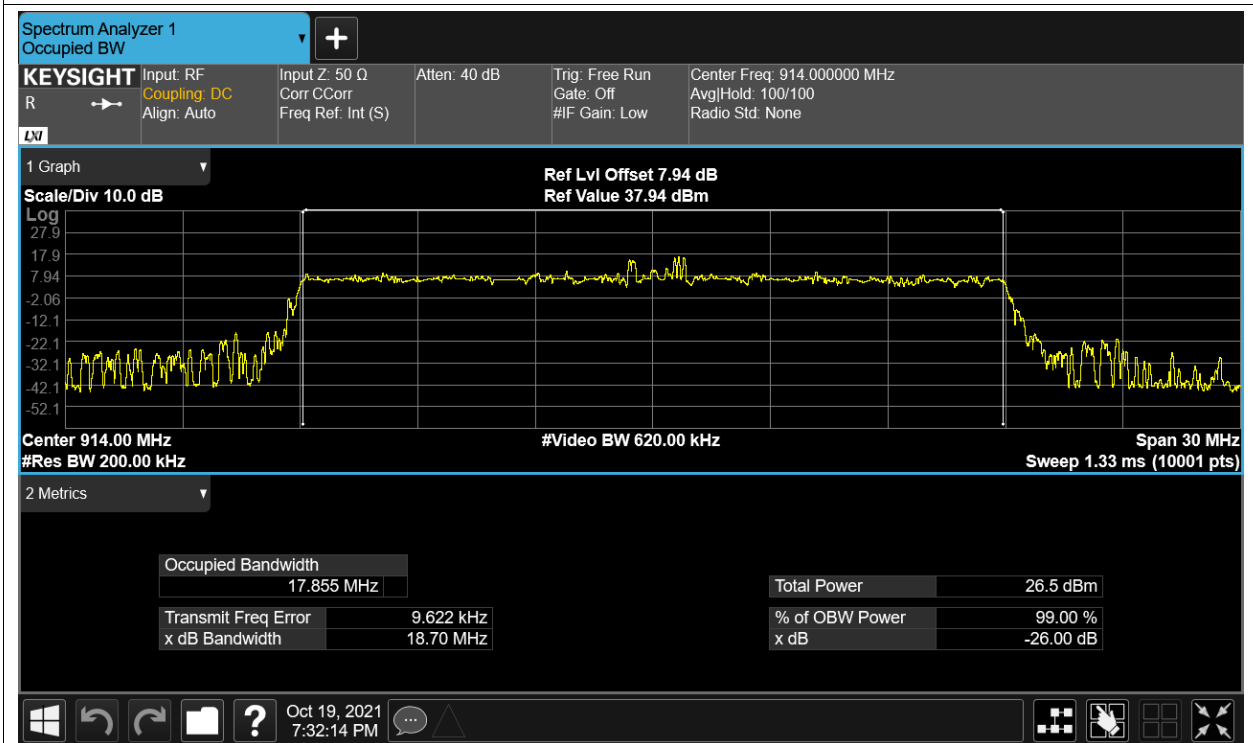 Spectrum Analyzer 1
Occupied BW
KEYSIGHT
R
LXI
Input: RF
Coupling: DC
Align: Auto
Input Z: 50 Ω
Corr CCorr
Freq Ref: Int (S)
Atten: 40 dB
Trig: Free Run
Gate: Off
#IF Gain: Low
Center Freq: 914.000000 MHz
Avg|Hold: 100/100
Radio Std: None
1 Graph
Scale/Div 10.0 dB
Ref Lvl Offset 7.94 dB
Ref Value 37.94 dBm
Log
27.9
17.9
7.94
-2.06
-12.1
-22.1
-32.1
-42.1
-52.1
Center 914.00 MHz
#Video BW 620.00 kHz
Span 30 MHz
#Res BW 200.00 kHz
Sweep 1.33 ms (10001 pts)
2 Metrics
Occupied Bandwidth
17.855 MHz
Total Power 26.5 dBm
Transmit Freq Error 9.622 kHz
% of OBW Power 99.00 %
x dB Bandwidth 18.70 MHz
x dB -26.00 dB
?
Oct 19, 2021
7:32:14 PM